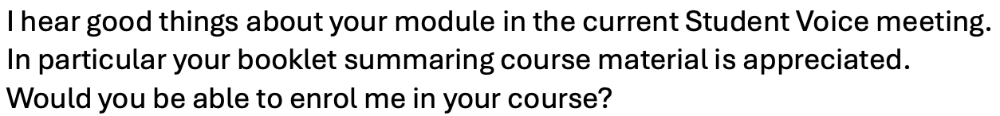 I hear good things about your module in the current Student Voice meeting.
In particular your booklet summaring course material is appreciated.
Would you be able to enrol me in your course?